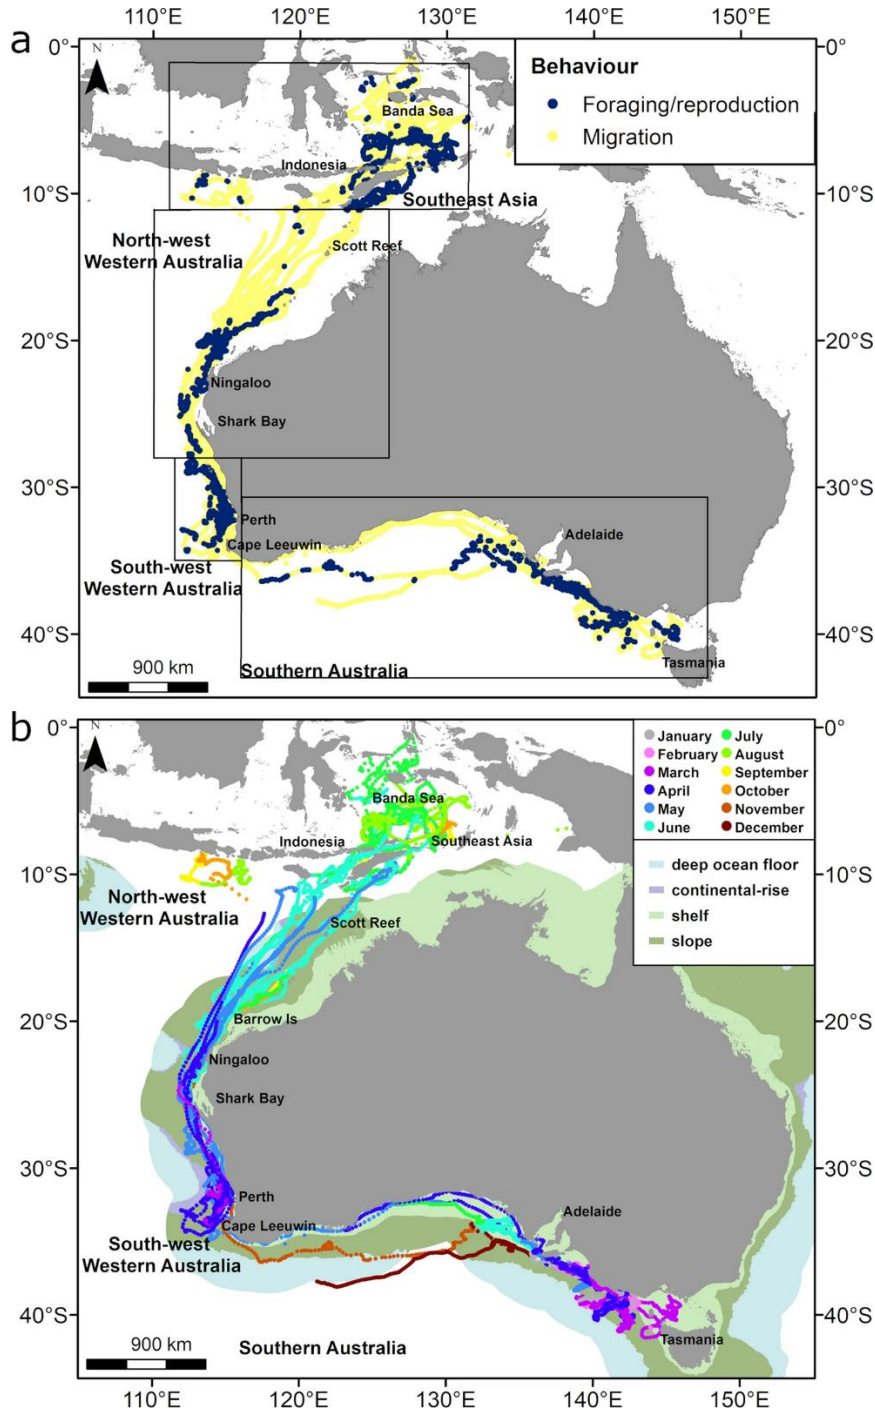 110°E 120°E 130°E 140°E 150°E
a
0°
N
Behaviour
Foraging/reproduction
Migration
Banda Sea
Indonesia
10°S
Southeast Asia
North-west
Western Australia
Scott Reef
20°S
Ningaloo
Shark Bay
30°S
Perth
Cape Leeuwin
Adelaide
South-west
Western Australia
40°S
900 km
Southern Australia
Tasmania
0°
10°S
20°S
30°S
40°S
b
0°
N
January July
February August
March September
April October
May November
June December
deep ocean floor
continental-rise
shelf
slope
Banda Sea
Indonesia
Southeast Asia
10°S
North-west
Western Australia
Scott Reef
20°S
Barrow Is
Ningaloo
Shark Bay
30°S
Perth
Cape Leeuwin
Adelaide
South-west
Western Australia
40°S
Tasmania
900 km
Southern Australia
0°
10°S
20°S
30°S
40°S
110°E 120°E 130°E 140°E 150°E